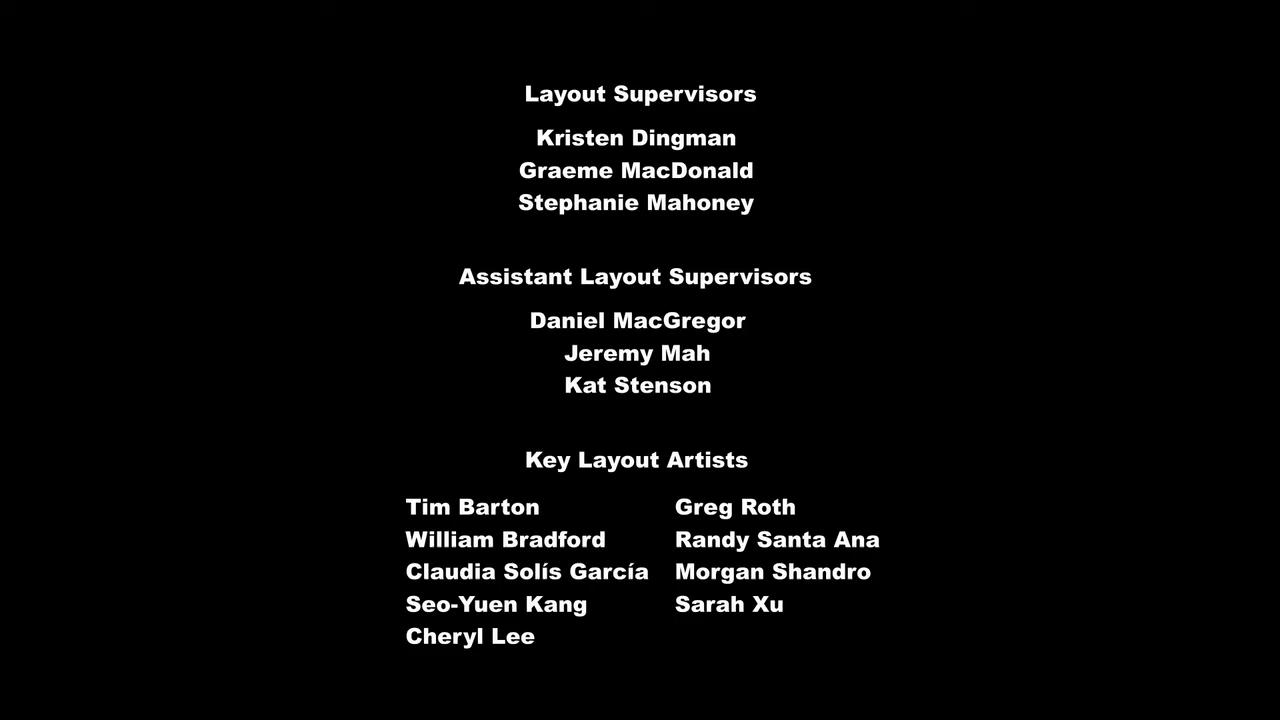 Layout Supervisors
Kristen Dingman
Graeme MacDonald
Stephanie Mahoney
Assistant Layout Supervisors
Daniel MacGregor
Jeremy Mah
Kat Stenson
Key Layout Artists
Tim Barton
William Bradford
Claudia Solís García
Seo-Yuen Kang
Cheryl Lee
Greg Roth
Randy Santa Ana
Morgan Shandro
Sarah Xu